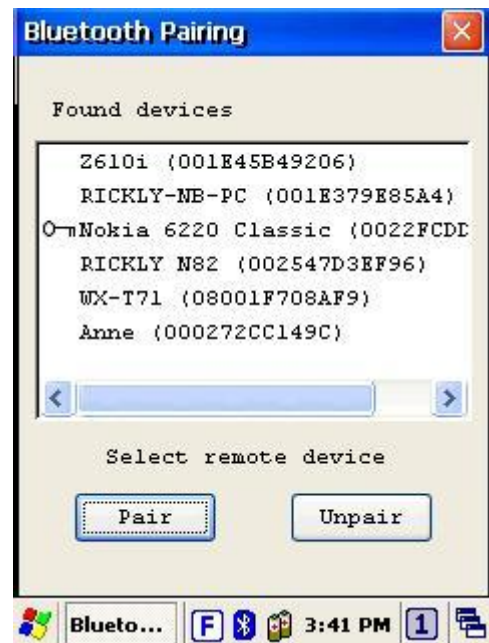 Bluetooth Pairing
Found devices
Z610i (001E45B49206)
RICKLY-NB-PC (001E379E85A4)
Nokia 6220 Classic (0022FCDD
RICKLY N82 (002547D3EF96)
WX-T71 (08001F708AF9)
Anne (000272CC149C)
Select remote device
Pair Unpair
Blueto... F 3:41 PM 1